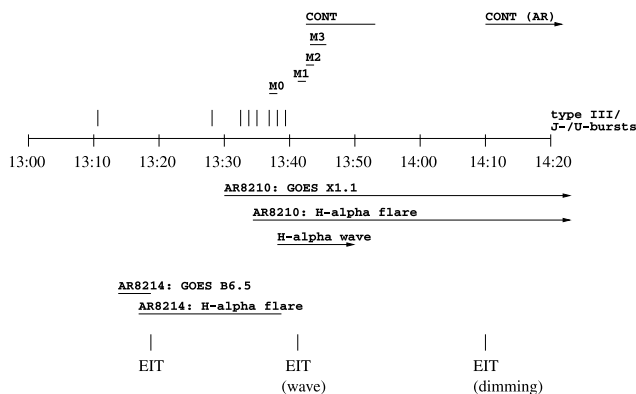 CONT
CONT (AR)
M3
M2
M1
M0
type III/
J-/U-bursts
13:00 13:10 13:20 13:30 13:40 13:50 14:00 14:10 14:20
AR8210: GOES X1.1
AR8210: H-alpha flare
H-alpha wave
AR8214: GOES B6.5
AR8214: H-alpha flare
EIT EIT EIT
(wave) (dimming)